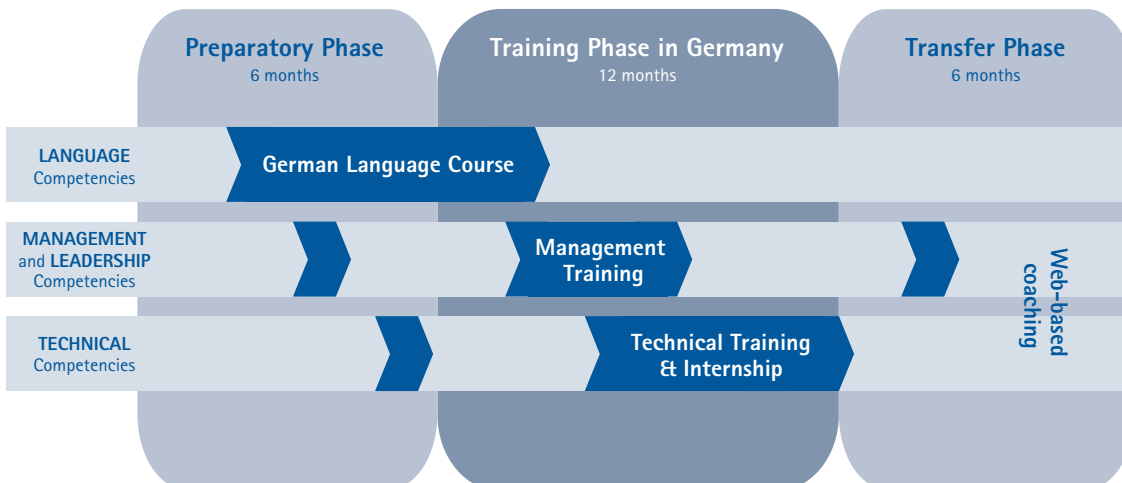 Preparatory Phase
6 months
Training Phase in Germany
12 months
Transfer Phase
6 months
LANGUAGE
Competencies
German Language Course
MANAGEMENT
and LEADERSHIP
Competencies
Management
Training
Web-based
coaching
TECHNICAL
Competencies
Technical Training
& Internship